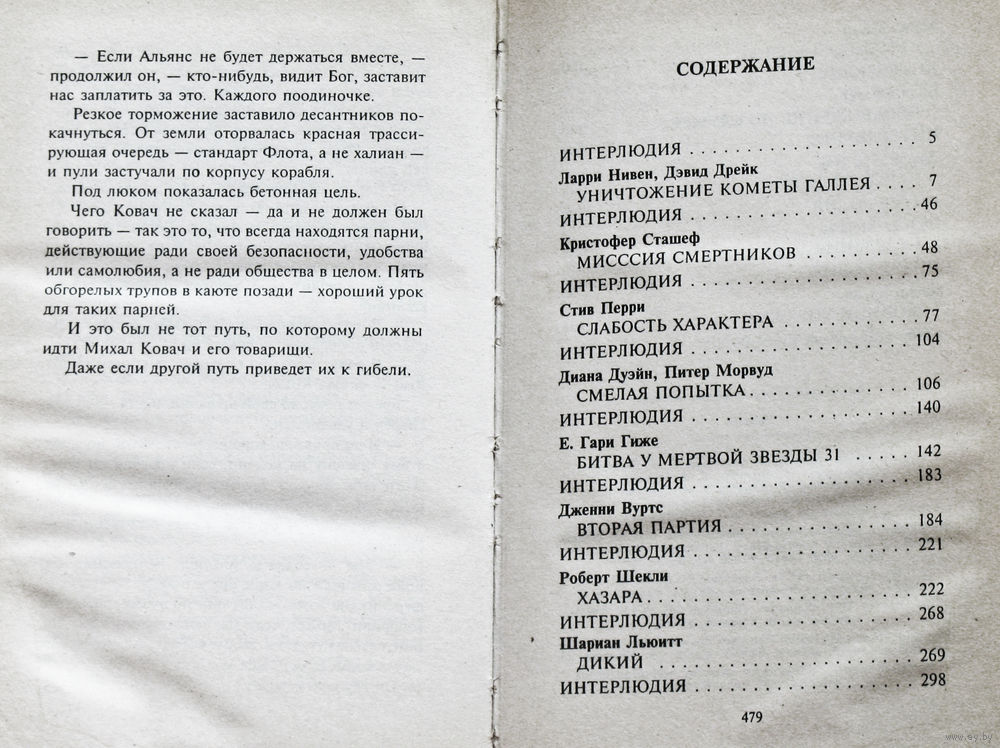 — Если Альянс не будет держаться вместе, —
продолжил он, — кто-нибудь, видит Бог, заставит
нас заплатить за это. Каждого поодиночке.
Резкое торможение заставило десантников по-
качнуться. От земли оторвалась красная трасси-
рующая очередь — стандарт Флота, а не халиан —
и пули застучали по корпусу корабля.
Под люком показалась бетонная цель.
Чего Ковач не сказал — да и не должен был
говорить — так это то, что всегда находятся парни,
действующие ради своей безопасности, удобства
или самолюбия, а не ради общества в целом. Пять
обгорелых трупов в каюте позади — хороший урок
для таких парней.
И это был не тот путь, по которому должны
идти Михал Ковач и его товарищи.
Даже если другой путь приведет их к гибели.
СОДЕРЖАНИЕ
ИНТЕРЛЮДИЯ . . . . . . . . . . . . . . . . . 5
Ларри Нивен, Дэвид Дрейк
УНИЧТОЖЕНИЕ КОМЕТЫ ГАЛЛЕЯ . . . . 7
ИНТЕРЛЮДИЯ . . . . . . . . . . . . . . . . . 46
Кристофер Сташеф
МИСССИЯ СМЕРТНИКОВ . . . . . . . . . 48
ИНТЕРЛЮДИЯ . . . . . . . . . . . . . . . . . 75
Стив Перри
СЛАБОСТЬ ХАРАКТЕРА . . . . . . . . . . 77
ИНТЕРЛЮДИЯ . . . . . . . . . . . . . . . . . 104
Диана Дуэйн, Питер Морвуд
СМЕЛАЯ ПОПЫТКА . . . . . . . . . . . . 106
ИНТЕРЛЮДИЯ . . . . . . . . . . . . . . . . . 140
Е. Гари Гиже
БИТВА У МЕРТВОЙ ЗВЕЗДЫ 31 . . . . . 142
ИНТЕРЛЮДИЯ . . . . . . . . . . . . . . . . . 183
Дженни Вуртс
ВТОРАЯ ПАРТИЯ . . . . . . . . . . . . . . 184
ИНТЕРЛЮДИЯ . . . . . . . . . . . . . . . . . 221
Роберт Шекли
ХАЗАРА . . . . . . . . . . . . . . . . . . . . 222
ИНТЕРЛЮДИЯ . . . . . . . . . . . . . . . . . 268
Шариан Льюитт
ДИКИЙ . . . . . . . . . . . . . . . . . . . . 269
ИНТЕРЛЮДИЯ . . . . . . . . . . . . . . . . . 298
479
www.ay.by